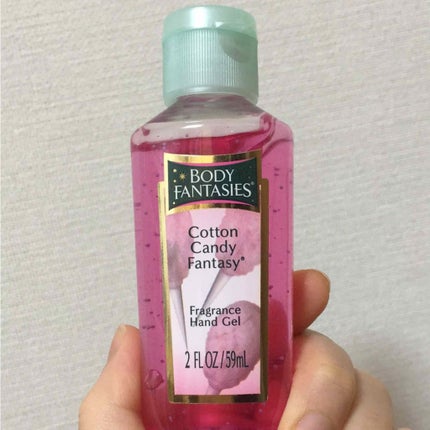 BODY
FANTASIES®
Cotton
Candy
Fantasy®
Fragrance
Hand Gel
2 FL OZ/59mL